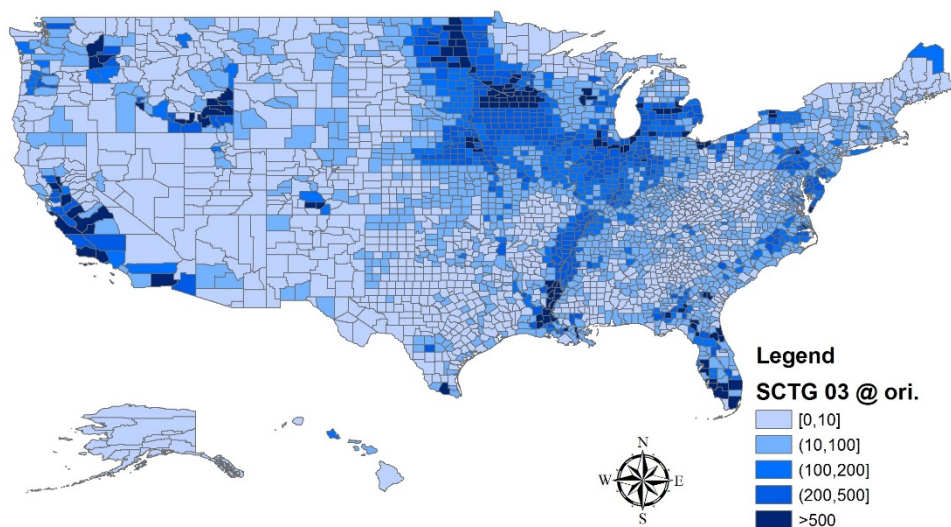 Legend
SCTG 03 @ ori.
[0,10]
(10,100]
(100,200]
(200,500]
>500
N
W E
S